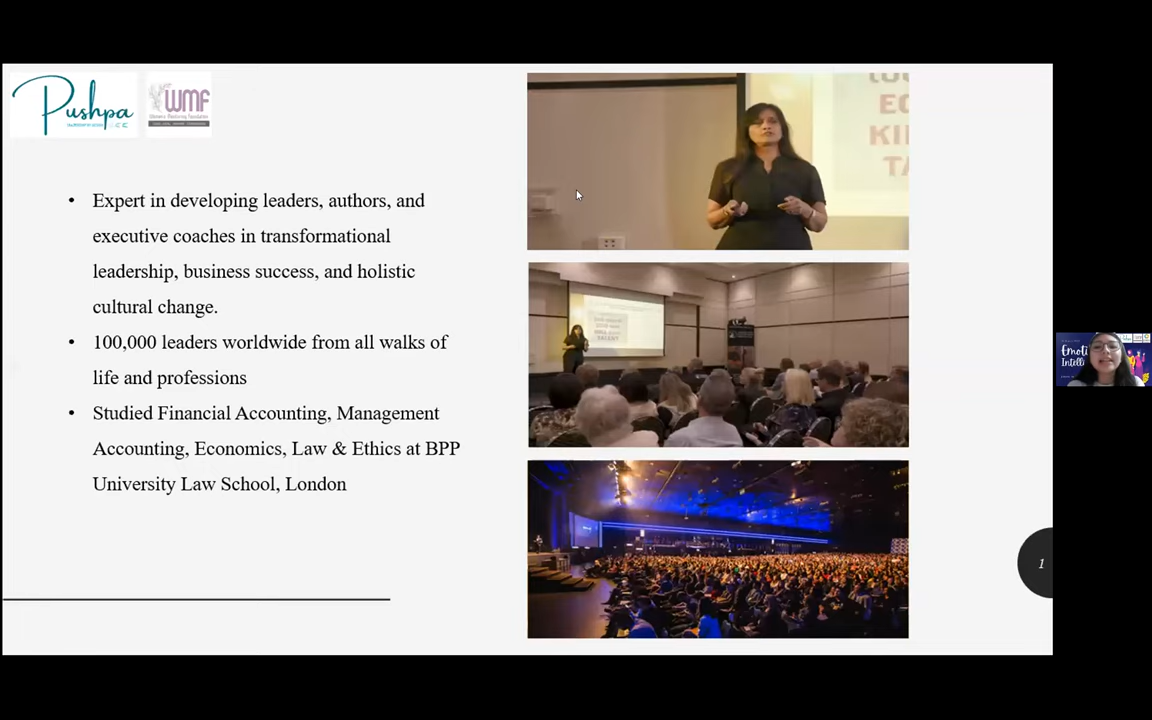 Pushpa
WMF
• Expert in developing leaders, authors, and
executive coaches in transformational
leadership, business success, and holistic
cultural change.
• 100,000 leaders worldwide from all walks of
life and professions
• Studied Financial Accounting, Management
Accounting, Economics, Law & Ethics at BPP
University Law School, London
1